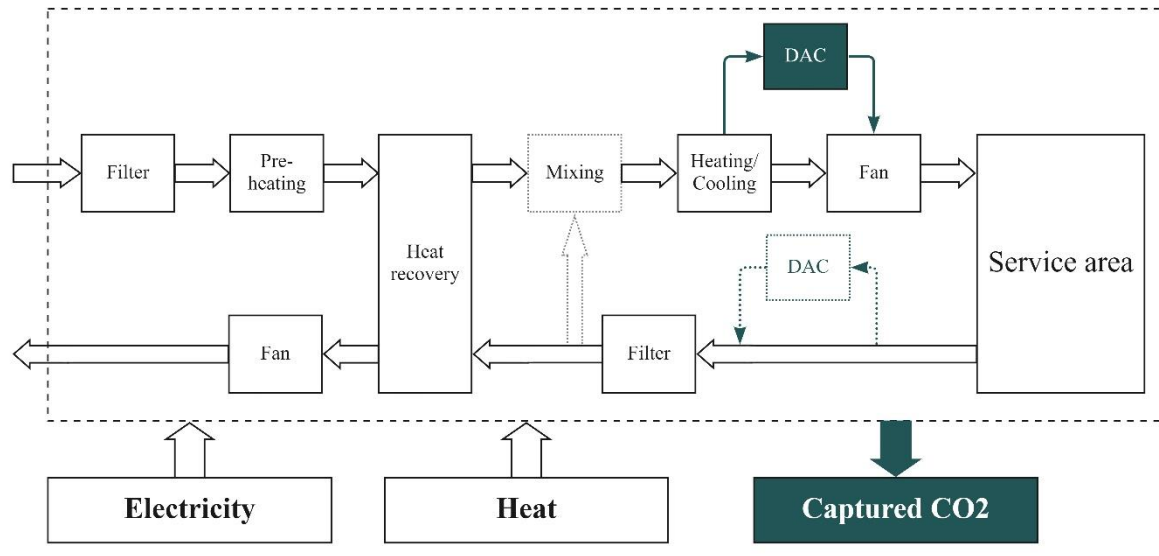 DAC
Filter
Pre-
heating
Mixing
Heating/
Cooling
Fan
Heat
recovery
Service area
DAC
Fan
Filter
Electricity
Heat
Captured CO2